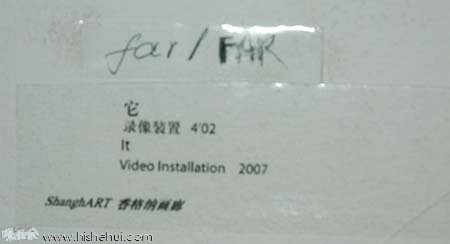 far / FAR
它
录像装置 4'02
It
Video Installation 2007
ShanghART 香格纳画廊
www.hishehui.com